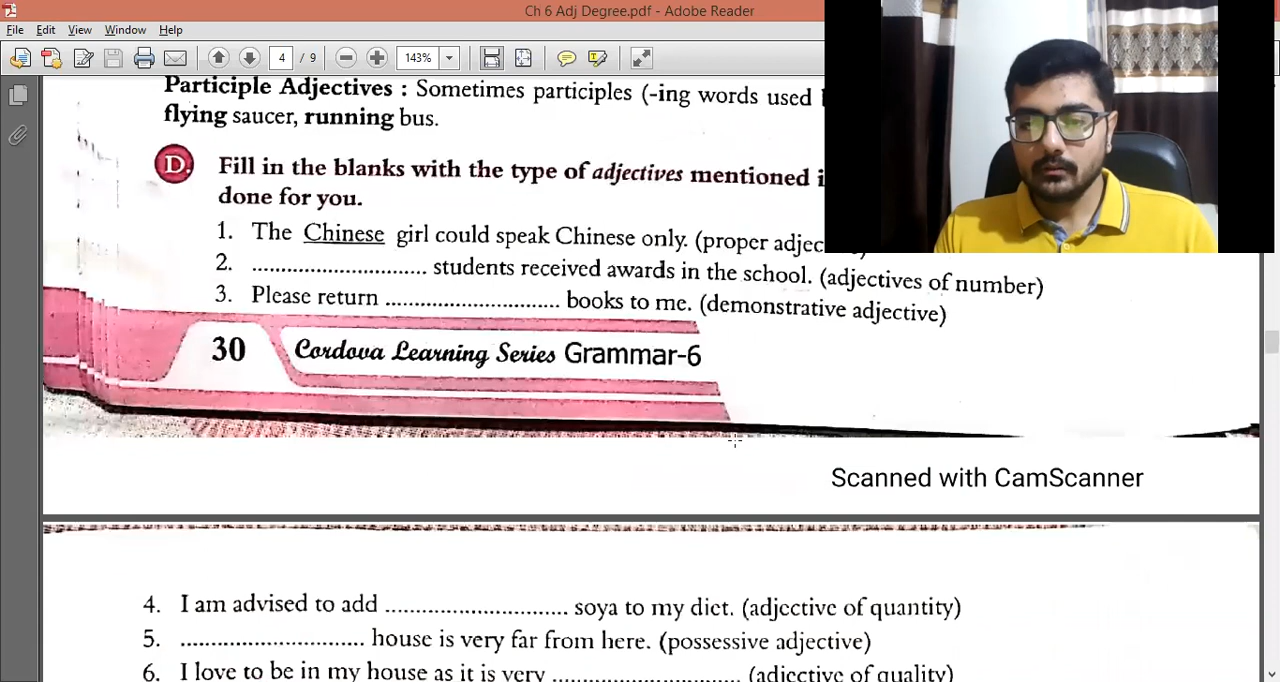 Ch 6 Adj Degree.pdf - Adobe Reader
File Edit View Window Help
4 / 9 143%
Participle Adjectives : Sometimes participles (-ing words used
flying saucer, running bus.
D. Fill in the blanks with the type of adjectives mentioned
done for you.
1. The Chinese girl could speak Chinese only. (proper
2. ................................ students received awards in the school. (adjectives of number)
3. Please return ................................ books to me. (demonstrative adjective)
30 Cordova Learning Series Grammar-6
Scanned with CamScanner
4. I am advised to add ................................ soya to my diet. (adjective of quantity)
5. ................................ house is very far from here. (possessive adjective)
6. I love to be in my house as it is very ................................ (adjective of quality)